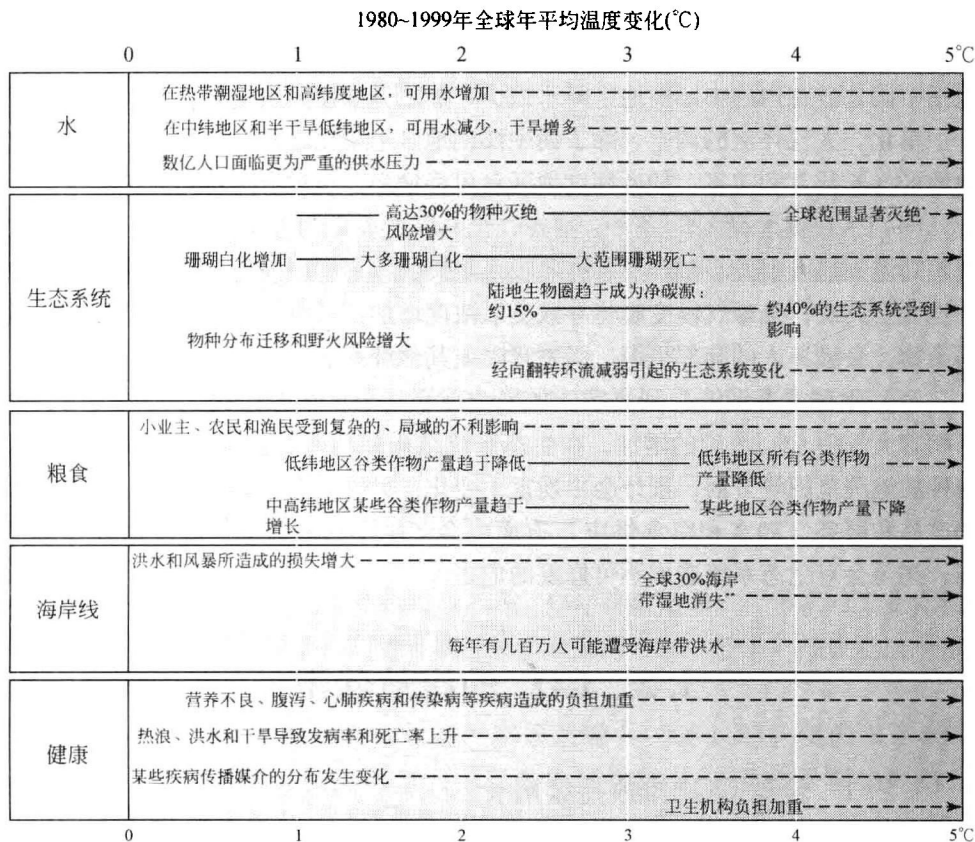 1980~1999年全球年平均温度变化(℃)
0 1 2 3 4 5℃
水
在热带潮湿地区和高纬度地区，可用水增加
在中纬地区和半干旱低纬地区，可用水减少，干旱增多
数亿人口面临更为严重的供水压力
生态系统
高达30%的物种灭绝
风险增大
全球范围显著灭绝*
珊瑚白化增加 大多珊瑚白化 大范围珊瑚死亡
陆地生物圈趋于成为净碳源：
约15%
约40%的生态系统受到
影响
物种分布迁移和野火风险增大
经向翻转环流减弱引起的生态系统变化
粮食
小业主、农民和渔民受到复杂的、局域的不利影响
低纬地区谷类作物产量趋于降低
低纬地区所有谷类作物
产量降低
中高纬地区某些谷类作物产量趋于
增长
某些地区谷类作物产量下降
海岸线
洪水和风暴所造成的损失增大
全球30%海岸
带湿地消失**
每年有几百万人可能遭受海岸带洪水
健康
营养不良、腹泻、心肺疾病和传染病等疾病造成的负担加重
热浪、洪水和干旱导致发病率和死亡率上升
某些疾病传播媒介的分布发生变化
卫生机构负担加重
0 1 2 3 4 5℃